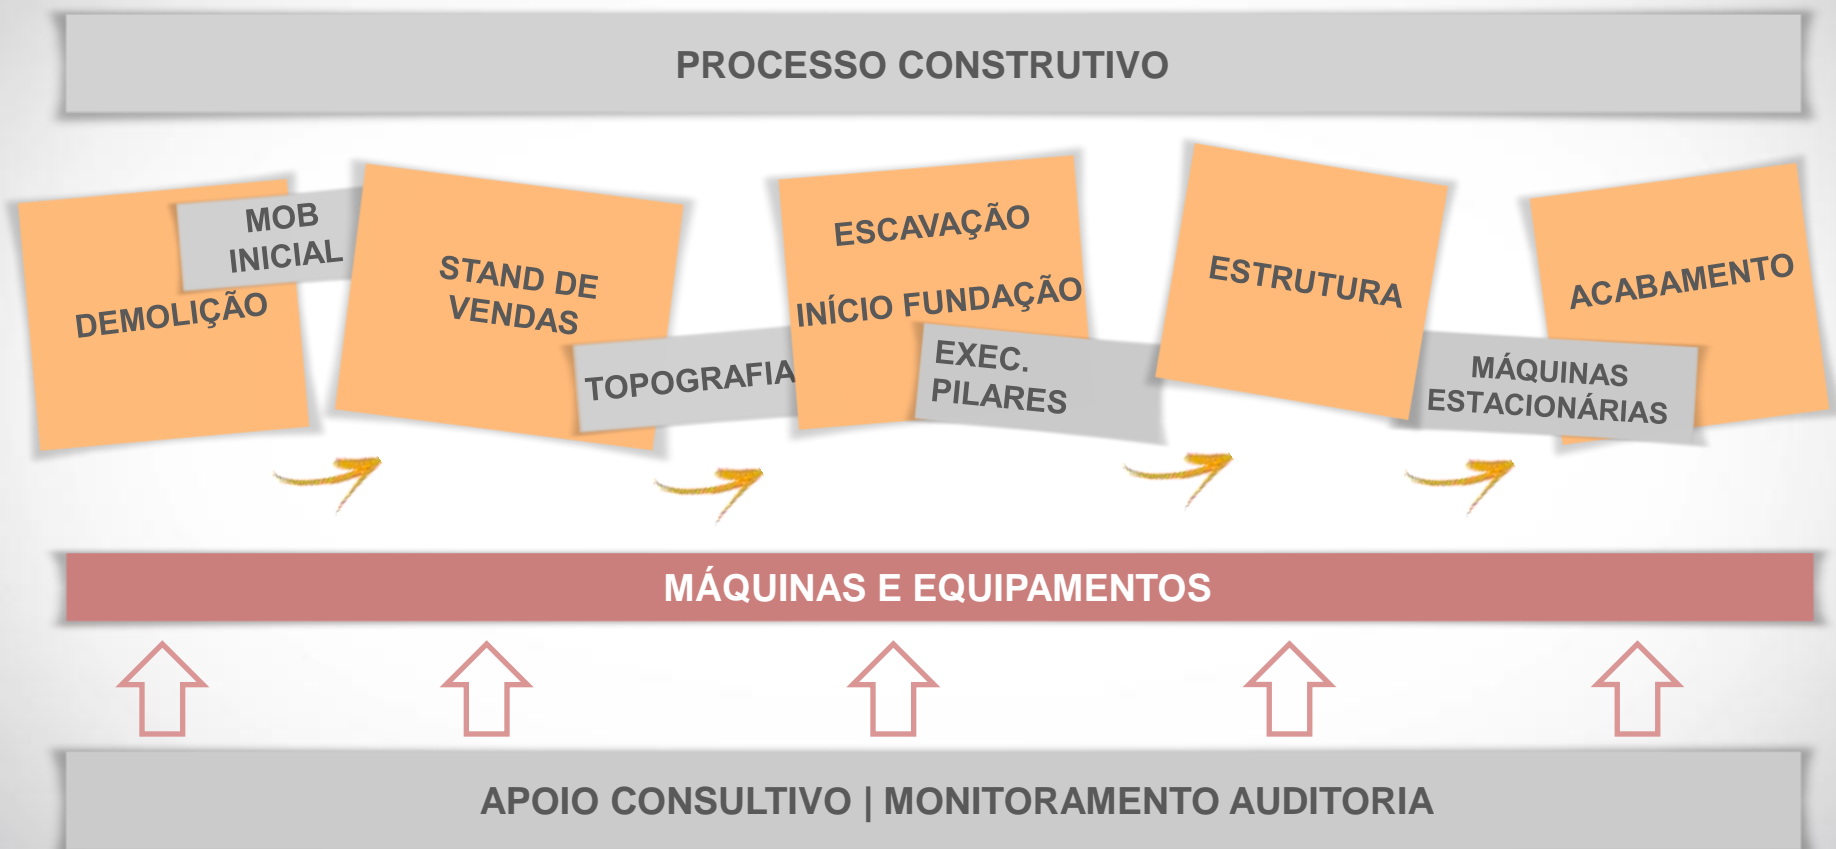 PROCESSO CONSTRUTIVO
MOB
INICIAL
DEMOLIÇÃO
STAND DE
VENDAS
TOPOGRAFIA
ESCAVAÇÃO
INÍCIO FUNDAÇÃO
EXEC.
PILARES
ESTRUTURA
MÁQUINAS
ESTACIONÁRIAS
ACABAMENTO
MÁQUINAS E EQUIPAMENTOS
APOIO CONSULTIVO | MONITORAMENTO AUDITORIA